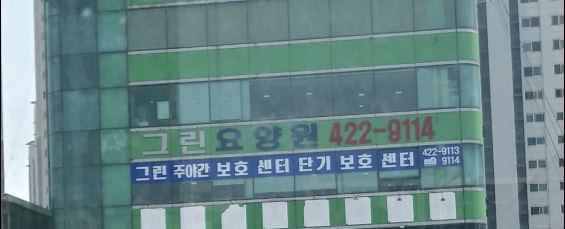 그린요양원 422-9114
그린 주야간 보호 센터 단기 보호 센터 422-9113
9114